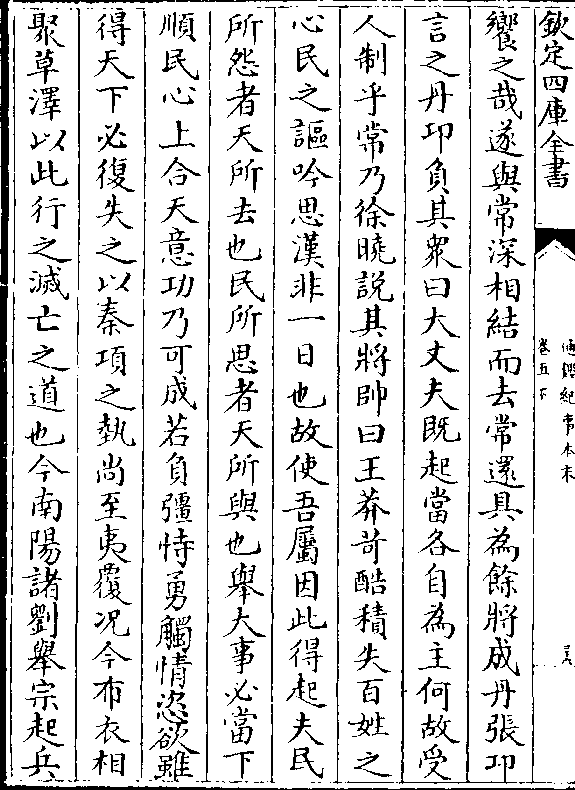 欽定四庫全書
通鑑紀事本末
卷五下
饗之哉遂與常深相結而去常還具為餘將成丹張卬
言之丹卬負其衆曰大丈夫既起當各自為主何故受
人制乎常乃徐曉説其將帥曰王莽苛酷積失百姓之
心民之謳吟思漢非一日也故使吾屬因此得起夫民
所怨者天所去也民所思者天所與也舉大事必當下
順民心上合天意功乃可成若負彊恃勇觸情恣欲雖
得天下必復失之以秦項之埶尚至夷覆况今布衣相
聚草澤以此行之滅亡之道也今南陽諸劉舉宗起兵